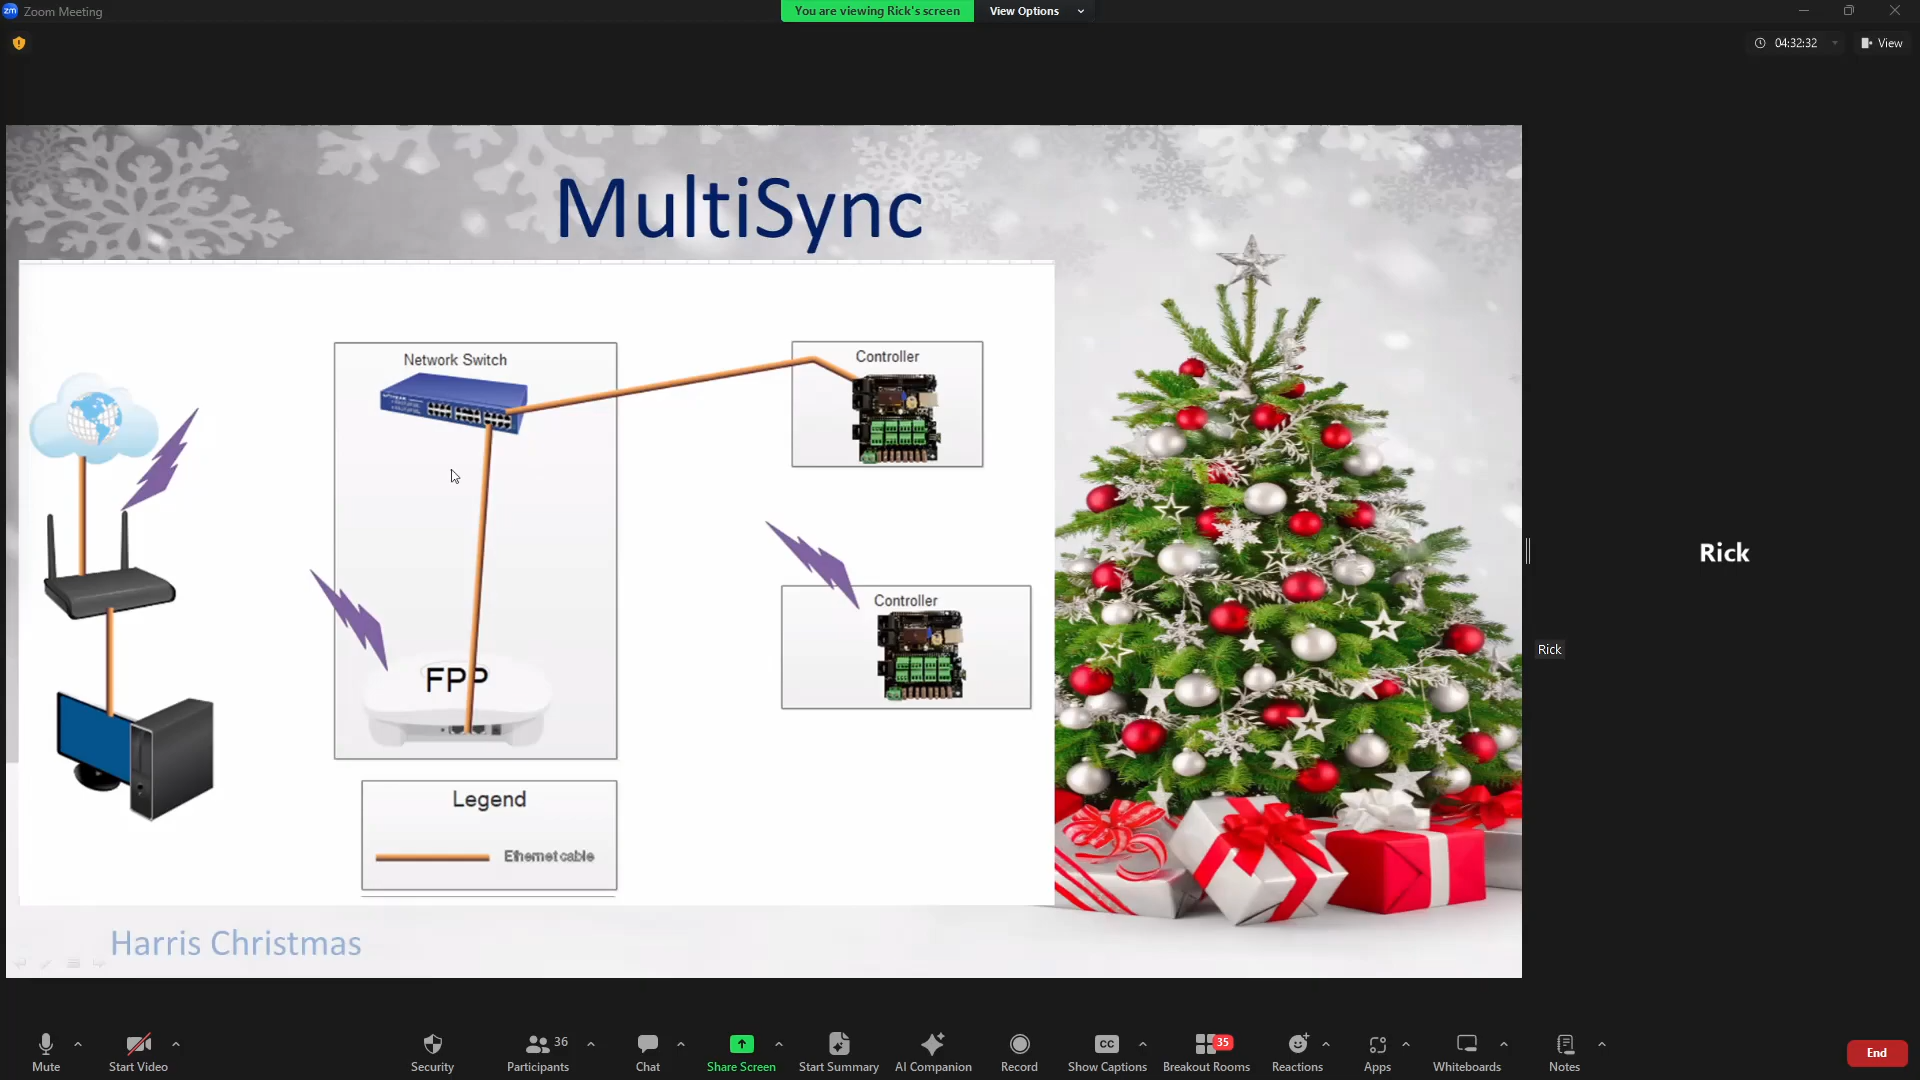 Zoom Meeting
You are viewing Rick's screen
View Options
04:32:32
View
MultiSync
Network Switch
Controller
Controller
FPP
Legend
Ethernet cable
Harris Christmas
Rick
Rick
Mute
Start Video
Security
36
Participants
Chat
Share Screen
Start Summary
AI Companion
Record
CC
Show Captions
35
Breakout Rooms
Reactions
Apps
Whiteboards
Notes
End